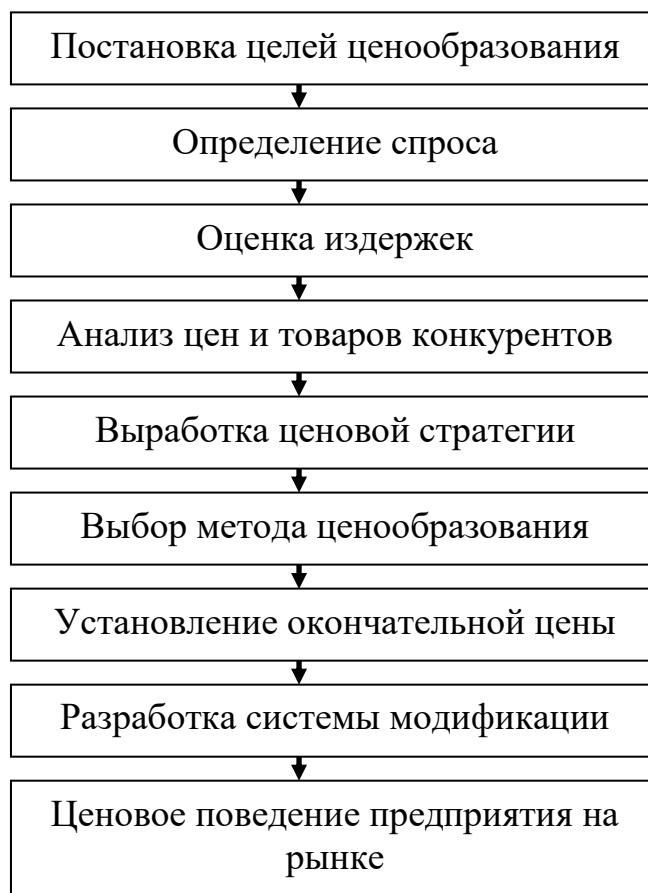 Постановка целей ценообразования
Определение спроса
Оценка издержек
Анализ цен и товаров конкурентов
Выработка ценовой стратегии
Выбор метода ценообразования
Установление окончательной цены
Разработка системы модификации
Ценовое поведение предприятия на
рынке